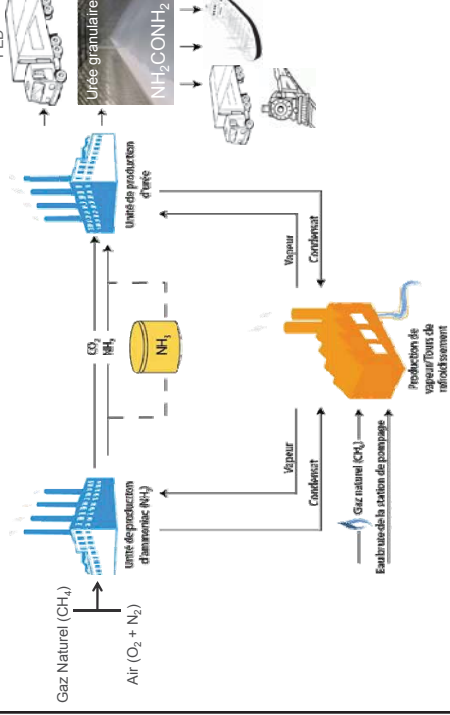 Gaz Naturel (CH₄)
Air (O₂ + N₂)
Unité de production
d'ammoniac (NH₃)
CO₂
NH₃
NH₃
Unité de production
d'urée
Urée granulaire
NH₂CONH₂
Vapeur
Condensat
Vapeur
Condensat
Gaz naturel (CH₄)
Eau brute de la station de pompage
Production de
vapeur/Tours de
refroidissement